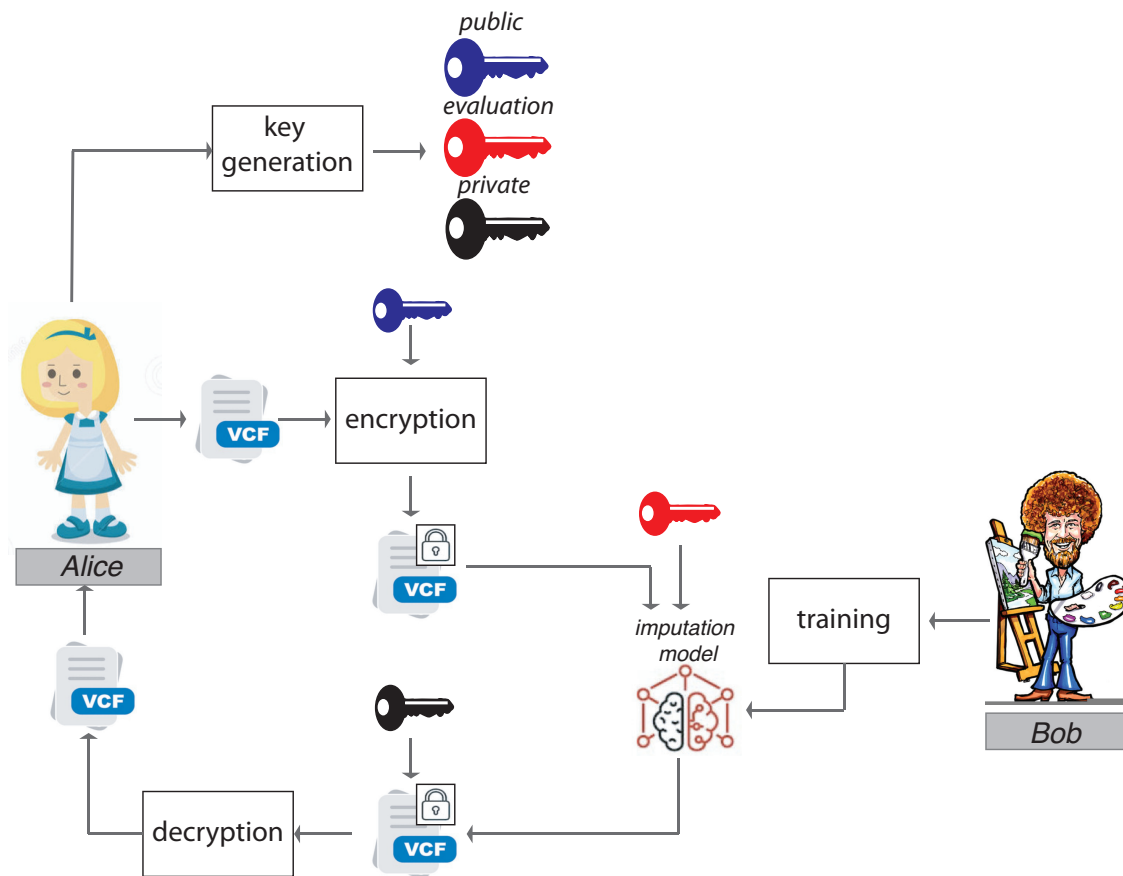 public
evaluation
key
generation
private
encryption
VCF
Alice
VCF
imputation
model
training
VCF
Bob
decryption
VCF